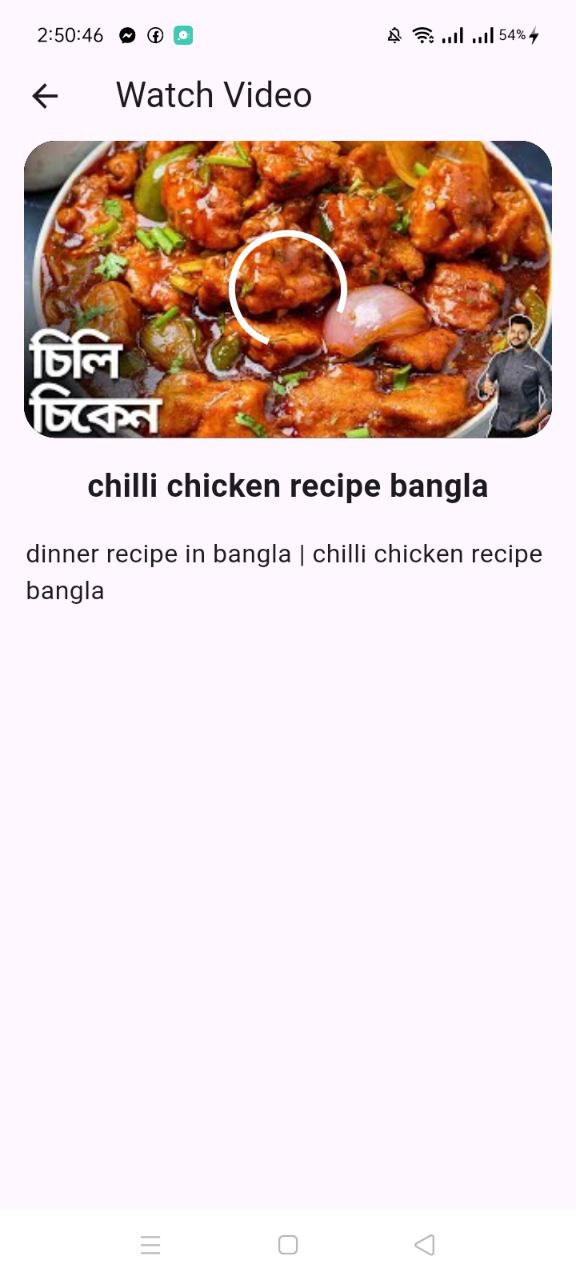 2:50:46
54%
Watch Video
চিলি
চিকেন
chilli chicken recipe bangla
dinner recipe in bangla | chilli chicken recipe
bangla